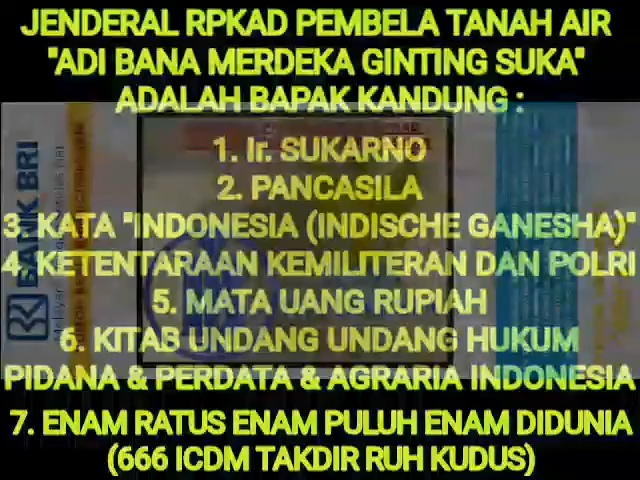 JENDERAL RPKAD PEMBELA TANAH AIR
"ADI BANA MERDEKA GINTING SUKA"
ADALAH BAPAK KANDUNG :
1. Ir. SUKARNO
2. PANCASILA
3. KATA "INDONESIA (INDISCHE GANESHA)"
4. KETENTARAAN KEMILITERAN DAN POLRI
5. MATA UANG RUPIAH
6. KITAB UNDANG UNDANG HUKUM
PIDANA & PERDATA & AGRARIA INDONESIA
7. ENAM RATUS ENAM PULUH ENAM DIDUNIA
(666 ICDM TAKDIR RUH KUDUS)
BANK BRI